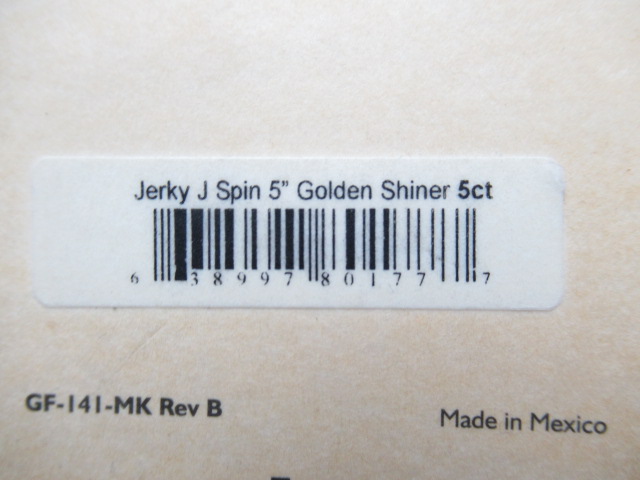 Jerky J Spin 5” Golden Shiner 5ct
6 38997 80177 7
GF-141-MK Rev B
Made in Mexico